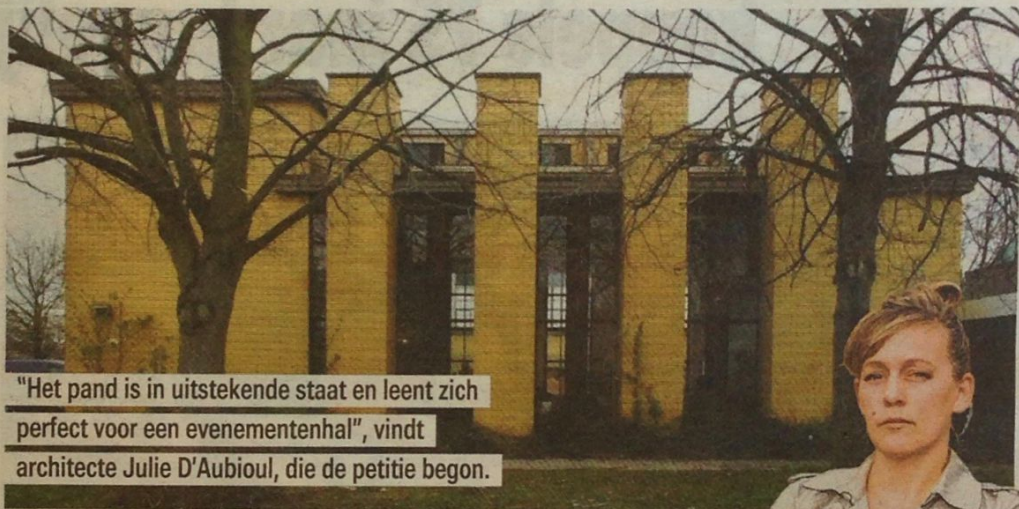 "Het pand is in uitstekende staat en leent zich
perfect voor een evenementenhal", vindt
architecte Julie D'Aubioul, die de petitie begon.